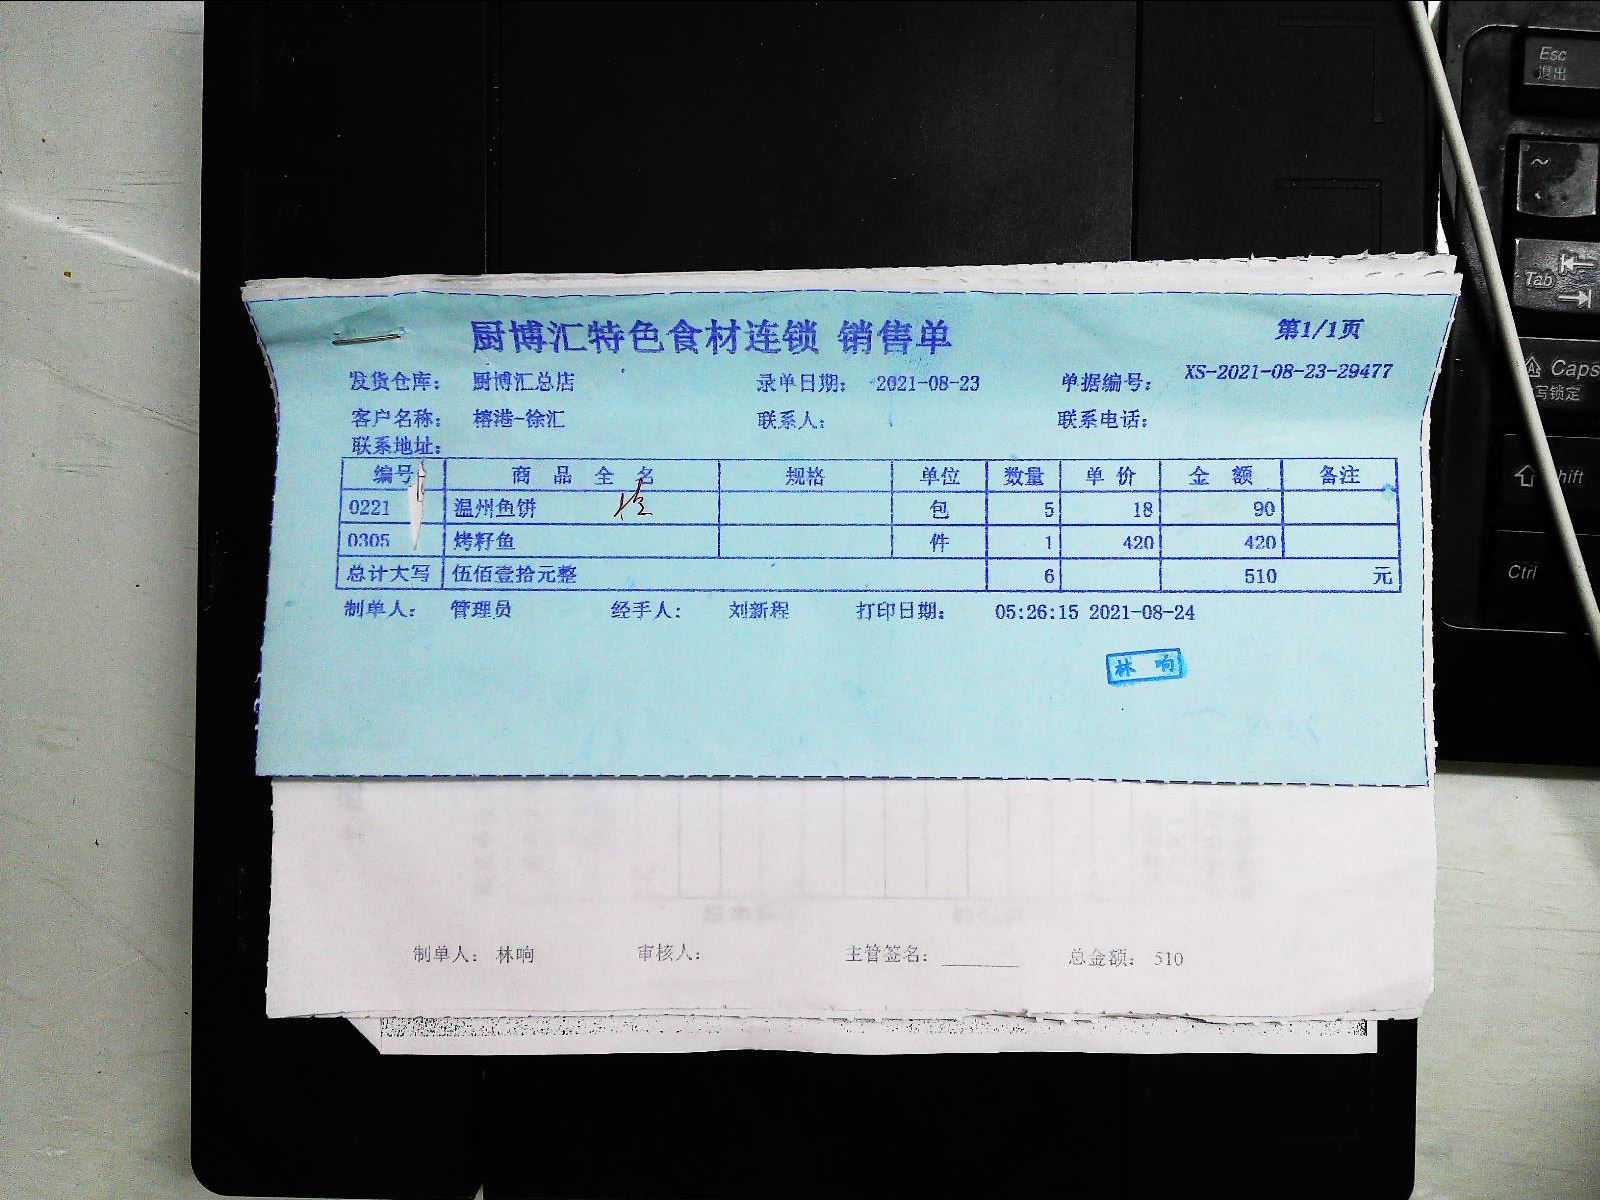 厨博汇特色食材连锁 销售单
第1/1页
发货仓库： 厨博汇总店 录单日期： 2021-08-23 单据编号： XS-2021-08-23-29477
客户名称： 榕港-徐汇 联系人： 联系电话：
联系地址：
编号 商品全名 规格 单位 数量 单价 金额 备注
0221 温州鱼饼 包 5 18 90
0305 烤籽鱼 件 1 420 420
总计大写 伍佰壹拾元整 6 510 元
制单人： 管理员 经手人： 刘新程 打印日期： 05:26:15 2021-08-24
林响
制单人： 林响 审核人： 主管签名： 总金额： 510
Esc
退出
~
Tab
Caps
写锁定
hift
Ctrl